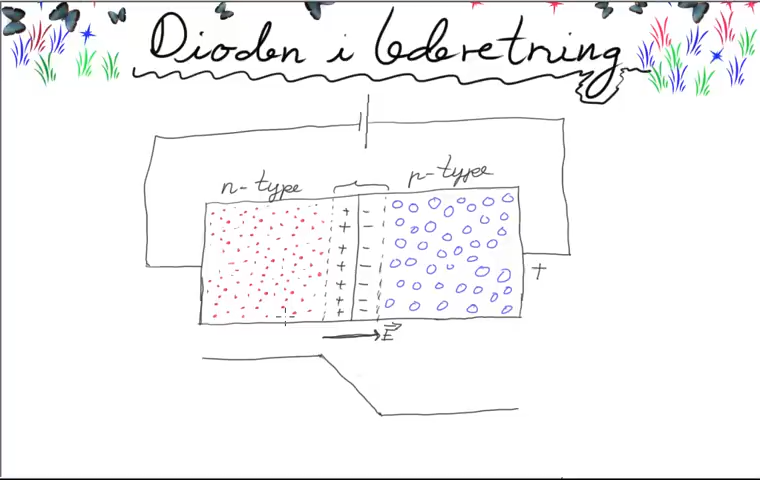 Dioden i lederetning
n-type
p-type
+ -
+ -
+ -
+ -
+ -
+ -
+ -
+
E